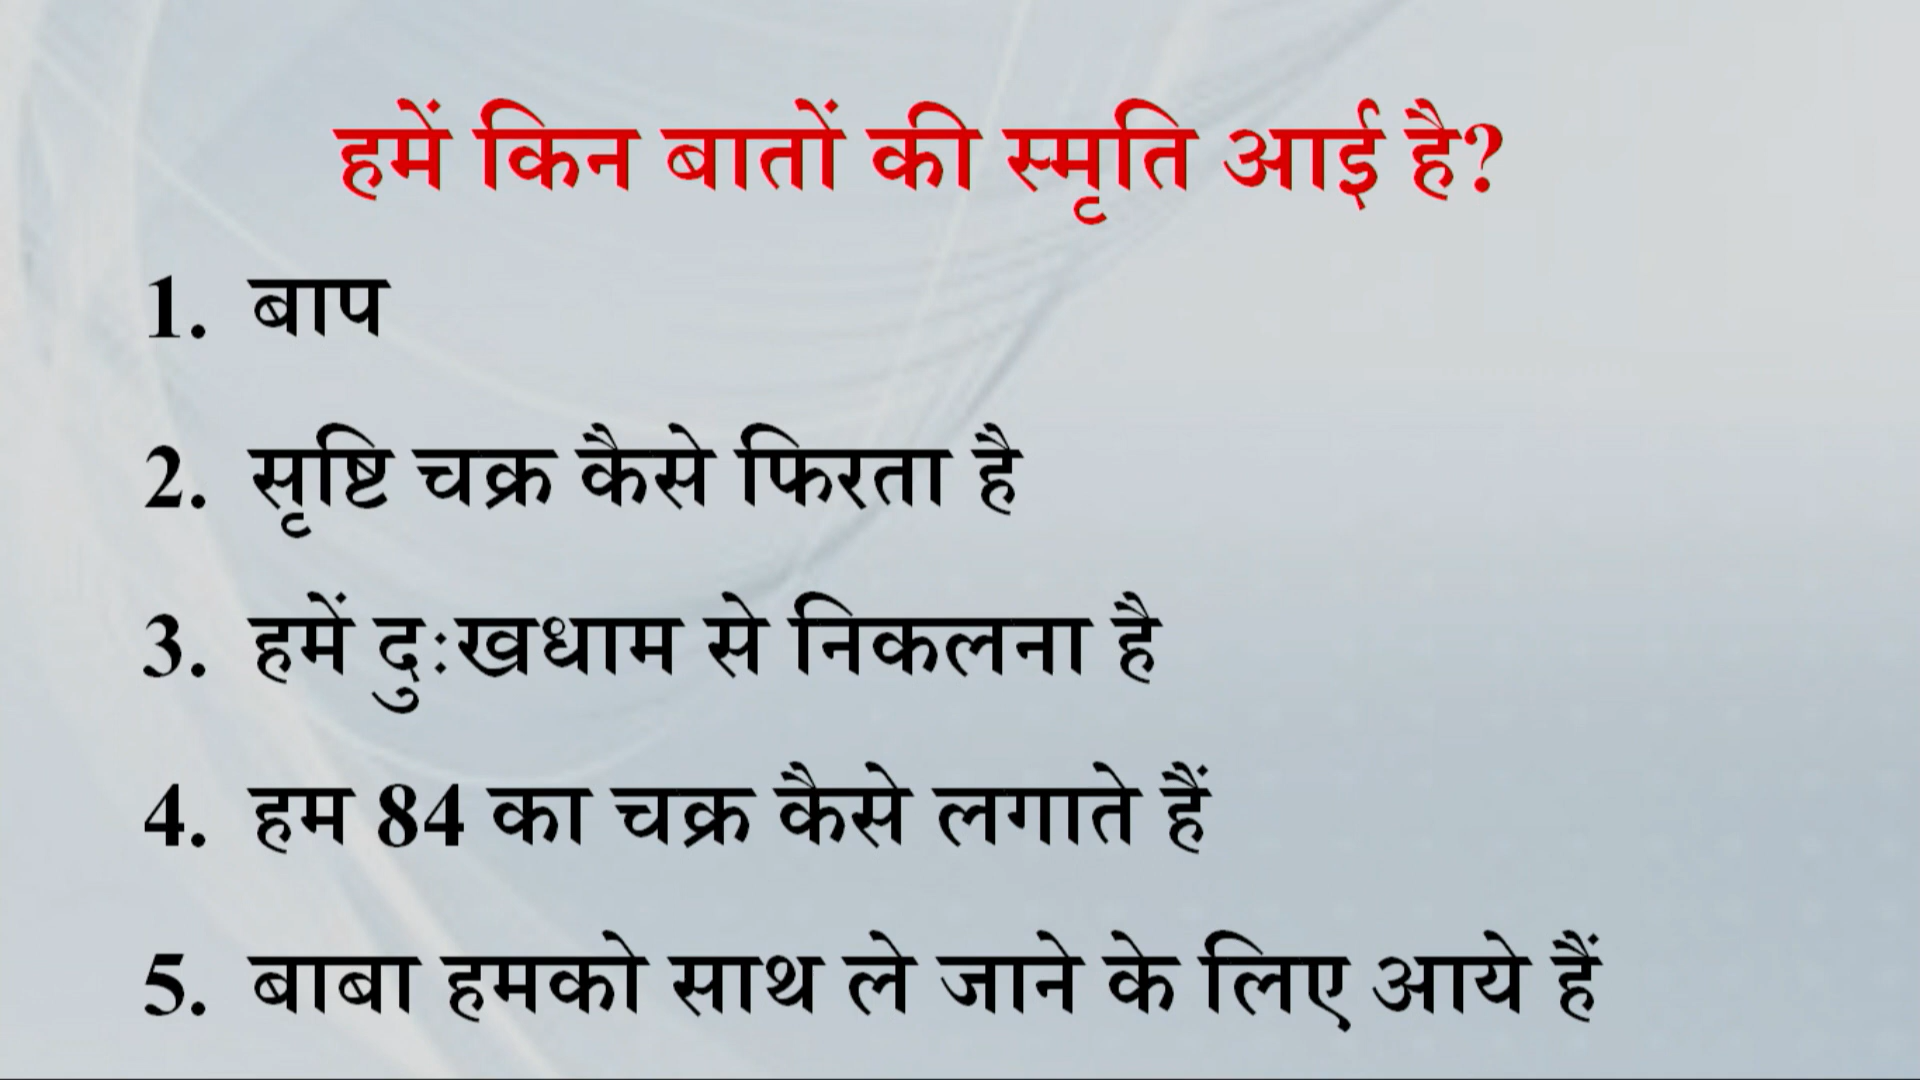 हमें किन बातों की स्मृति आई है?
1. बाप
2. सृष्टि चक्र कैसे फिरता है
3. हमें दुःखधाम से निकलना है
4. हम 84 का चक्र कैसे लगाते हैं
5. बाबा हमको साथ ले जाने के लिए आये हैं